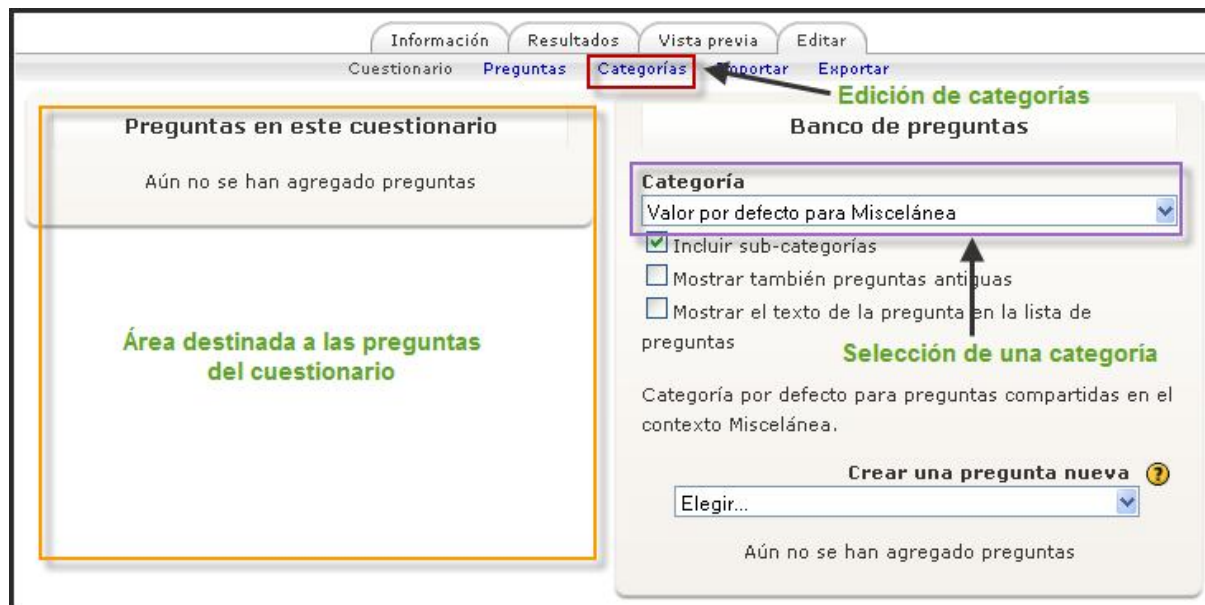 Información Resultados Vista previa Editar
Cuestionario Preguntas Categorías Importar Exportar
Edición de categorías
Preguntas en este cuestionario
Aún no se han agregado preguntas
Área destinada a las preguntas
del cuestionario
Banco de preguntas
Categoría
Valor por defecto para Miscelánea
Incluir sub-categorías
Mostrar también preguntas antiguas
Mostrar el texto de la pregunta en la lista de
preguntas
Selección de una categoría
Categoría por defecto para preguntas compartidas en el
contexto Miscelánea.
Crear una pregunta nueva ?
Elegir...
Aún no se han agregado preguntas